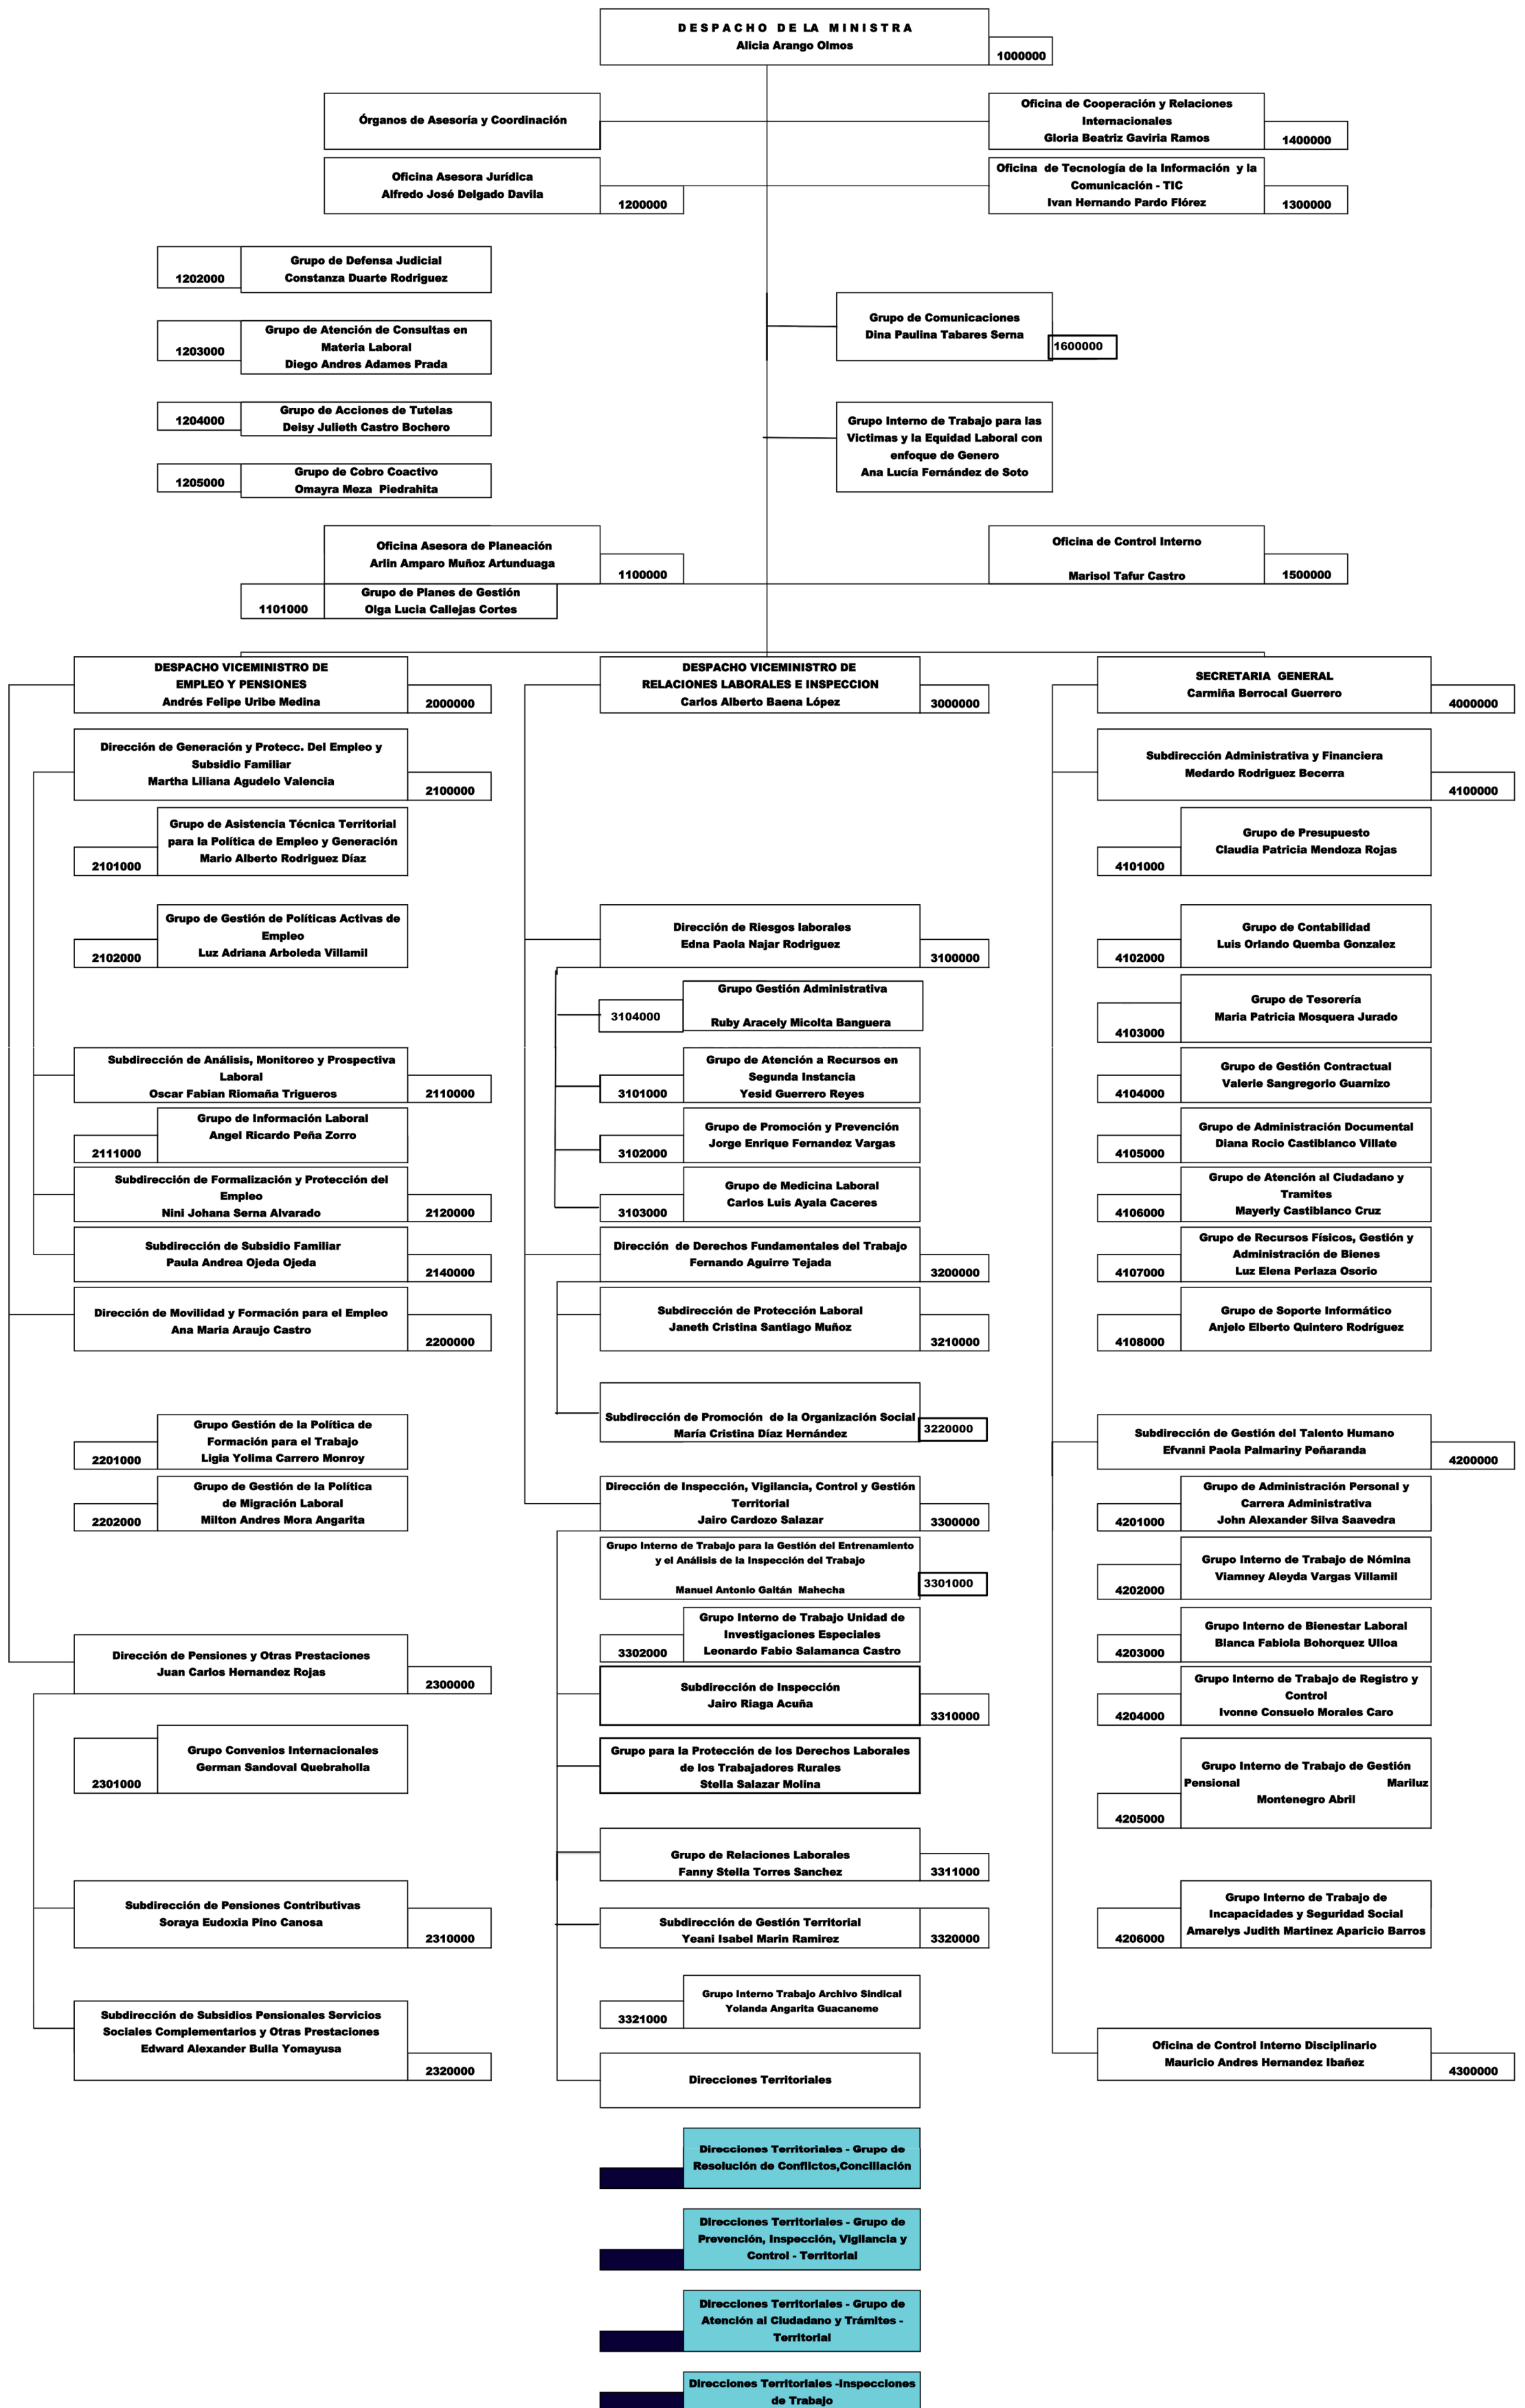 D E S P A C H O D E LA M I N I S T R A
Alicia Arango Olmos
1000000
Órganos de Asesoría y Coordinación
Oficina de Cooperación y Relaciones
Internacionales
Gloria Beatriz Gaviria Ramos
1400000
Oficina Asesora Jurídica
Alfredo José Delgado Davila
1200000
Oficina de Tecnología de la Información y la
Comunicación - TIC
Ivan Hernando Pardo Flórez
1300000
1202000
Grupo de Defensa Judicial
Constanza Duarte Rodriguez
Grupo de Comunicaciones
Dina Paulina Tabares Serna
1600000
1203000
Grupo de Atención de Consultas en
Materia Laboral
Diego Andres Adames Prada
1204000
Grupo de Acciones de Tutelas
Deisy Julieth Castro Bochero
Grupo Interno de Trabajo para las
Victimas y la Equidad Laboral con
enfoque de Genero
Ana Lucía Fernández de Soto
1205000
Grupo de Cobro Coactivo
Omayra Meza Piedrahita
Oficina Asesora de Planeación
Arlin Amparo Muñoz Artunduaga
1100000
Oficina de Control Interno
Marisol Tafur Castro
1500000
1101000
Grupo de Planes de Gestión
Olga Lucia Callejas Cortes
DESPACHO VICEMINISTRO DE
EMPLEO Y PENSIONES
Andrés Felipe Uribe Medina
2000000
Dirección de Generación y Protecc. Del Empleo y
Subsidio Familiar
Martha Liliana Agudelo Valencia
2100000
Grupo de Asistencia Técnica Territorial
para la Política de Empleo y Generación
Mario Alberto Rodriguez Díaz
2101000
Grupo de Gestión de Políticas Activas de
Empleo
Luz Adriana Arboleda Villamil
2102000
Subdirección de Análisis, Monitoreo y Prospectiva
Laboral
Oscar Fabian Riomaña Trigueros
2110000
Grupo de Información Laboral
Angel Ricardo Peña Zorro
2111000
Subdirección de Formalización y Protección del
Empleo
Nini Johana Serna Alvarado
2120000
Subdirección de Subsidio Familiar
Paula Andrea Ojeda Ojeda
2140000
Dirección de Movilidad y Formación para el Empleo
Ana Maria Araujo Castro
2200000
Grupo Gestión de la Política de
Formación para el Trabajo
Ligia Yolima Carrero Monroy
2201000
Grupo de Gestión de la Política
de Migración Laboral
Milton Andres Mora Angarita
2202000
Dirección de Pensiones y Otras Prestaciones
Juan Carlos Hernandez Rojas
2300000
Grupo Convenios Internacionales
German Sandoval Quebraholla
2301000
Subdirección de Pensiones Contributivas
Soraya Eudoxia Pino Canosa
2310000
Subdirección de Subsidios Pensionales Servicios
Sociales Complementarios y Otras Prestaciones
Edward Alexander Bulla Yomayusa
2320000
DESPACHO VICEMINISTRO DE
RELACIONES LABORALES E INSPECCION
Carlos Alberto Baena López
3000000
Dirección de Riesgos laborales
Edna Paola Najar Rodriguez
3100000
Grupo Gestión Administrativa
Ruby Aracely Micolta Banguera
3104000
Grupo de Atención a Recursos en
Segunda Instancia
Yesid Guerrero Reyes
3101000
Grupo de Promoción y Prevención
Jorge Enrique Fernandez Vargas
3102000
Grupo de Medicina Laboral
Carlos Luis Ayala Caceres
3103000
Dirección de Derechos Fundamentales del Trabajo
Fernando Aguirre Tejada
3200000
Subdirección de Protección Laboral
Janeth Cristina Santiago Muñoz
3210000
Subdirección de Promoción de la Organización Social
María Cristina Díaz Hernández
3220000
Dirección de Inspección, Vigilancia, Control y Gestión
Territorial
Jairo Cardozo Salazar
3300000
Grupo Interno de Trabajo para la Gestión del Entrenamiento
y el Análisis de la Inspección del Trabajo
Manuel Antonio Gaitán Mahecha
3301000
Grupo Interno de Trabajo Unidad de
Investigaciones Especiales
Leonardo Fabio Salamanca Castro
3302000
Subdirección de Inspección
Jairo Riaga Acuña
3310000
Grupo para la Protección de los Derechos Laborales
de los Trabajadores Rurales
Stella Salazar Molina
Grupo de Relaciones Laborales
Fanny Stella Torres Sanchez
3311000
Subdirección de Gestión Territorial
Yeani Isabel Marin Ramirez
3320000
Grupo Interno Trabajo Archivo Sindical
Yolanda Angarita Guacaneme
3321000
Direcciones Territoriales
Direcciones Territoriales - Grupo de
Resolución de Conflictos,Conciliación
Direcciones Territoriales - Grupo de
Prevención, Inspección, Vigilancia y
Control - Territorial
Direcciones Territoriales - Grupo de
Atención al Ciudadano y Trámites -
Territorial
Direcciones Territoriales -Inspecciones
de Trabajo
SECRETARIA GENERAL
Carmiña Berrocal Guerrero
4000000
Subdirección Administrativa y Financiera
Medardo Rodriguez Becerra
4100000
Grupo de Presupuesto
Claudia Patricia Mendoza Rojas
4101000
Grupo de Contabilidad
Luis Orlando Quemba Gonzalez
4102000
Grupo de Tesorería
Maria Patricia Mosquera Jurado
4103000
Grupo de Gestión Contractual
Valerie Sangregorio Guarnizo
4104000
Grupo de Administración Documental
Diana Rocio Castiblanco Villate
4105000
Grupo de Atención al Ciudadano y
Tramites
Mayerly Castiblanco Cruz
4106000
Grupo de Recursos Físicos, Gestión y
Administración de Bienes
Luz Elena Perlaza Osorio
4107000
Grupo de Soporte Informático
Anjelo Elberto Quintero Rodríguez
4108000
Subdirección de Gestión del Talento Humano
Efvanni Paola Palmariny Peñaranda
4200000
Grupo de Administración Personal y
Carrera Administrativa
John Alexander Silva Saavedra
4201000
Grupo Interno de Trabajo de Nómina
Viamney Aleyda Vargas Villamil
4202000
Grupo Interno de Bienestar Laboral
Blanca Fabiola Bohorquez Ulloa
4203000
Grupo Interno de Trabajo de Registro y
Control
Ivonne Consuelo Morales Caro
4204000
Grupo Interno de Trabajo de Gestión
Pensional Mariluz
Montenegro Abril
4205000
Grupo Interno de Trabajo de
Incapacidades y Seguridad Social
Amarelys Judith Martinez Aparicio Barros
4206000
Oficina de Control Interno Disciplinario
Mauricio Andres Hernandez Ibañez
4300000